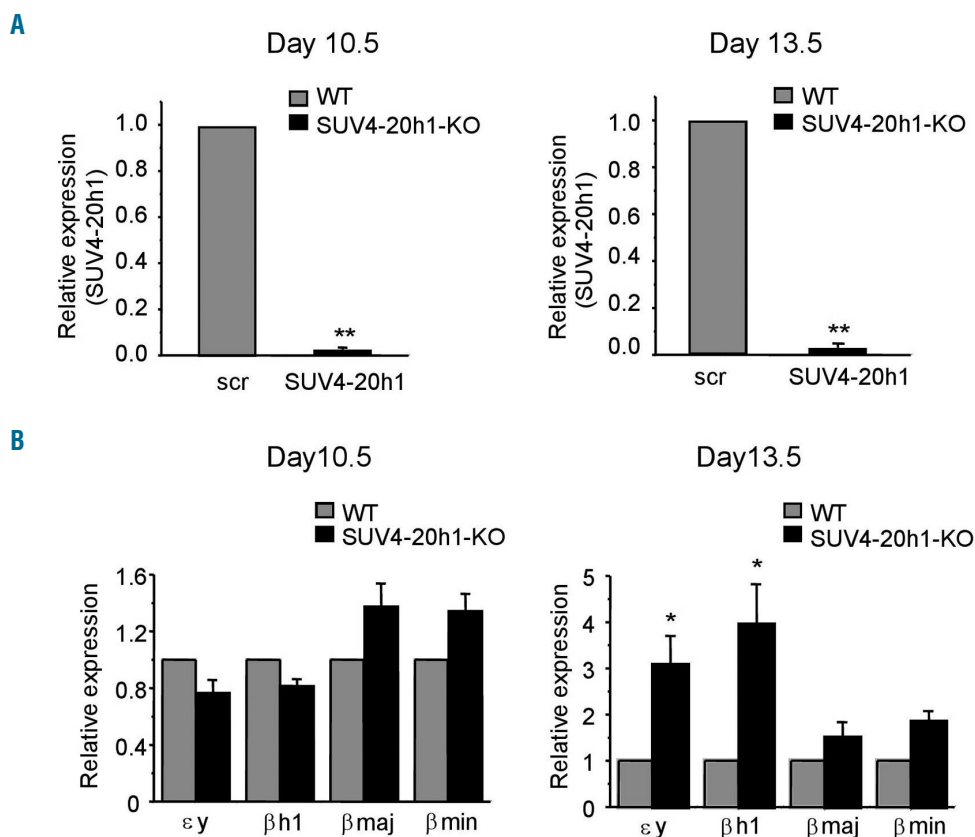 A
Day 10.5
WT
SUV4-20h1-KO
Relative expression
(SUV4-20h1)
1.0
0.8
0.6
0.4
0.2
0.0
**
scr
SUV4-20h1
Day 13.5
WT
SUV4-20h1-KO
Relative expression
(SUV4-20h1)
1.0
0.8
0.6
0.4
0.2
0.0
**
scr
SUV4-20h1
B
Day10.5
WT
SUV4-20h1-KO
Relative expression
1.6
1.2
0.8
0.4
0
εy
βh1
βmaj
βmin
Day13.5
WT
SUV4-20h1-KO
Relative expression
5
4
3
2
1
0
*
*
εy
βh1
βmaj
βmin